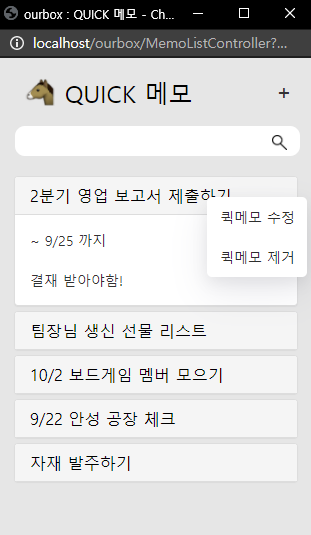 ourbox : QUICK 메모 - Ch...
localhost/ourbox/MemoListController?...
QUICK 메모
+
2분기 영업 보고서 제출하기
퀵메모 수정
~ 9/25 까지
퀵메모 제거
결재 받아야함!
팀장님 생신 선물 리스트
10/2 보드게임 멤버 모으기
9/22 안성 공장 체크
자재 발주하기